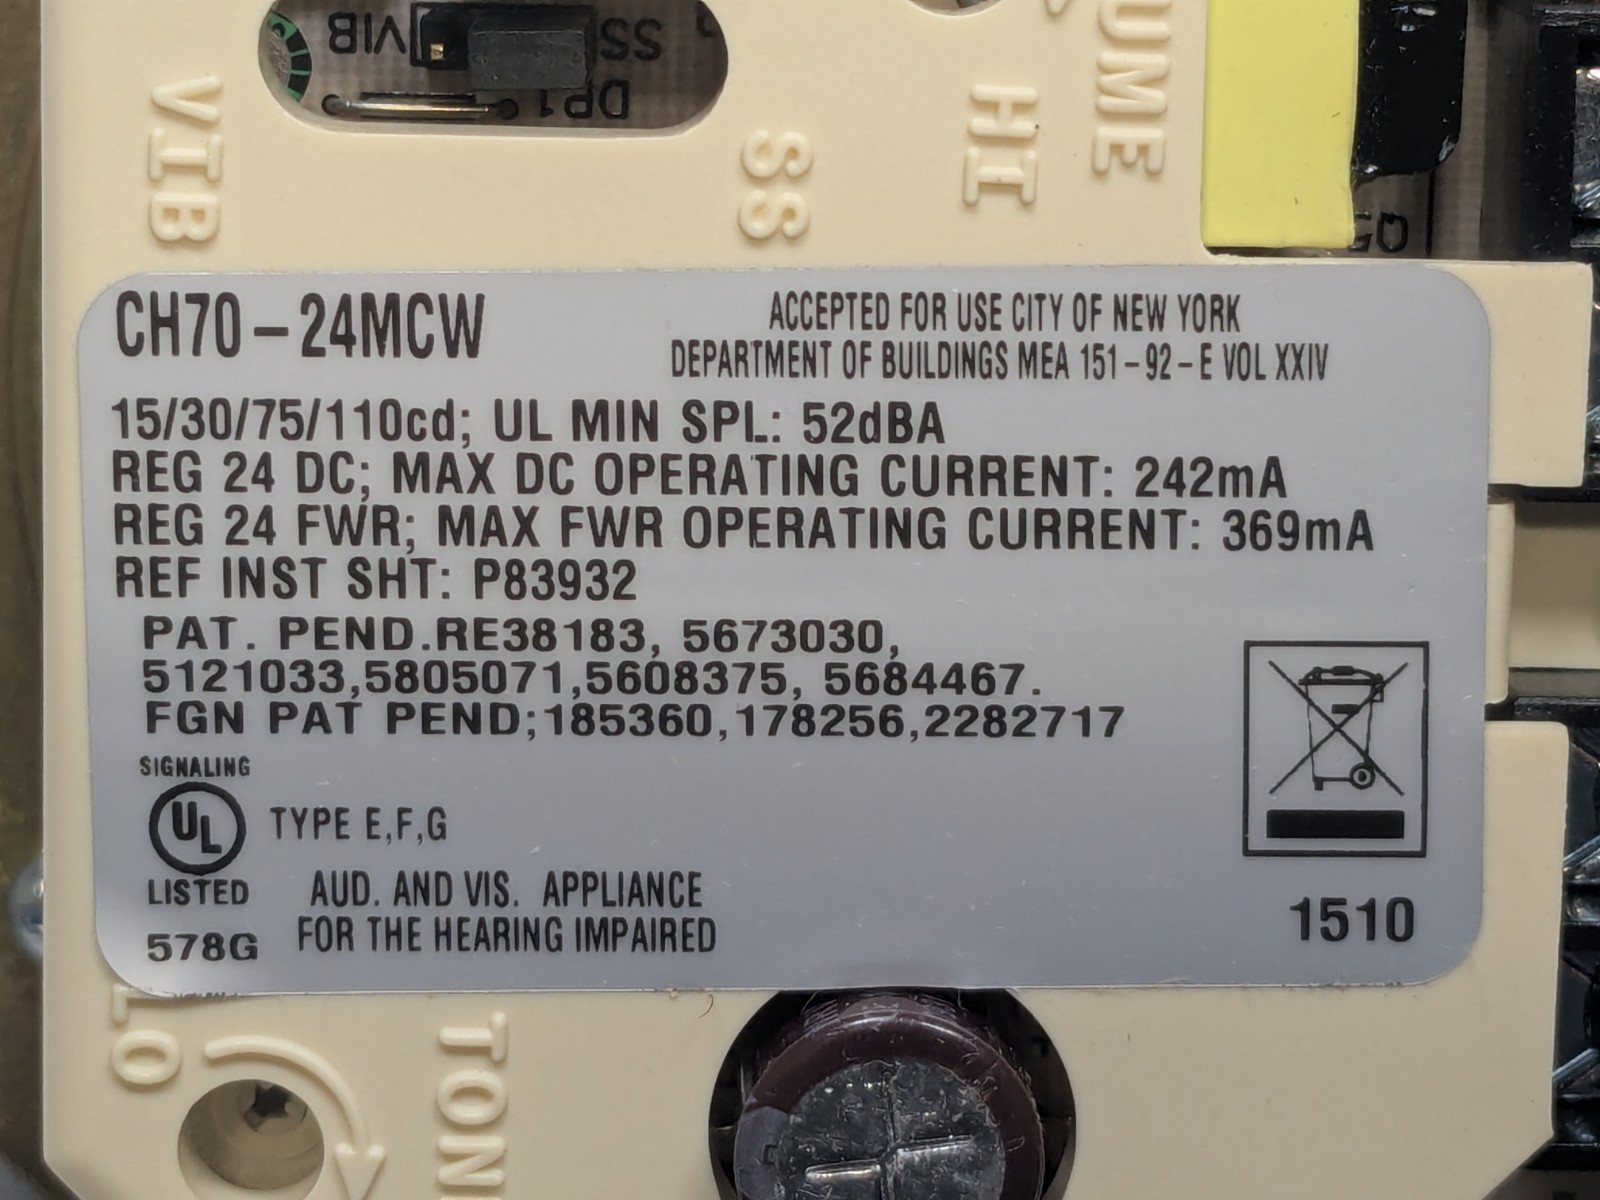 VIB
SS
DP1
VIB
SS
HI
UME
Q5
CH70-24MCW
ACCEPTED FOR USE CITY OF NEW YORK
DEPARTMENT OF BUILDINGS MEA 151-92-E VOL XXIV
15/30/75/110cd; UL MIN SPL: 52dBA
REG 24 DC; MAX DC OPERATING CURRENT: 242mA
REG 24 FWR; MAX FWR OPERATING CURRENT: 369mA
REF INST SHT: P83932
PAT. PEND.RE38183, 5673030,
5121033,5805071,5608375, 5684467.
FGN PAT PEND;185360,178256,2282717
SIGNALING
UL
LISTED
578G
TYPE E,F,G
AUD. AND VIS. APPLIANCE
FOR THE HEARING IMPAIRED
1510
LO
TON